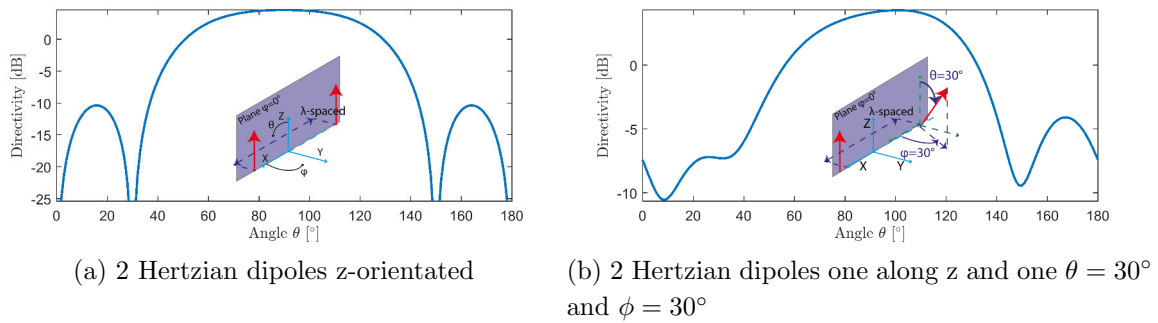 Directivity [dB]
0
-5
-10
-15
-20
-25
0 20 40 60 80 100 120 140 160 180
Angle θ [°]
Plane φ=0°
λ-spaced
θ
Z
X
Y
φ
(a) 2 Hertzian dipoles z-orientated
Directivity [dB]
0
-5
-10
0 20 40 60 80 100 120 140 160 180
Angle θ [°]
θ=30°
Plane φ=0°
λ-spaced
Z
φ=30°
X
Y
(b) 2 Hertzian dipoles one along z and one θ = 30°
and ϕ = 30°